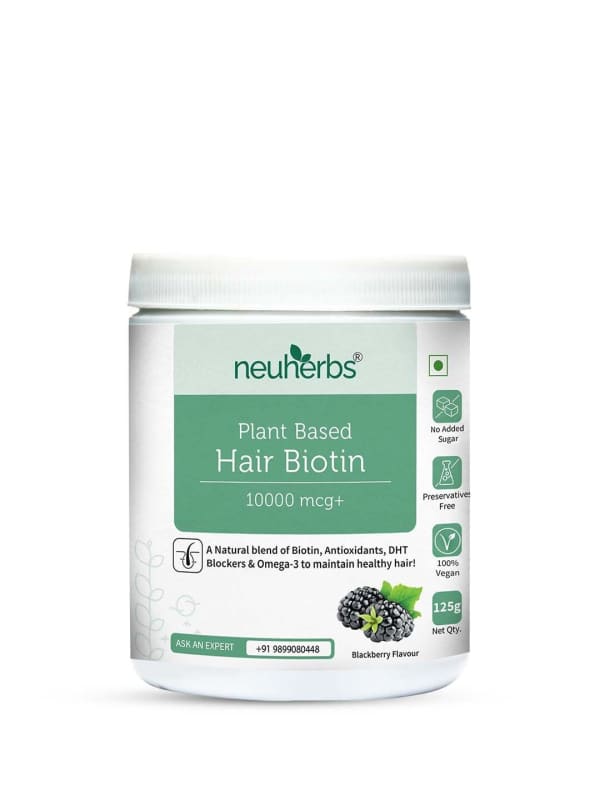 neuherbs®
Plant Based
Hair Biotin
10000 mcg+
A Natural blend of Biotin, Antioxidants, DHT
Blockers & Omega-3 to maintain healthy hair!
ASK AN EXPERT
+91 9899080448
Blackberry Flavour
No Added
Sugar
Preservatives
Free
V
100%
Vegan
125g
Net Qty.